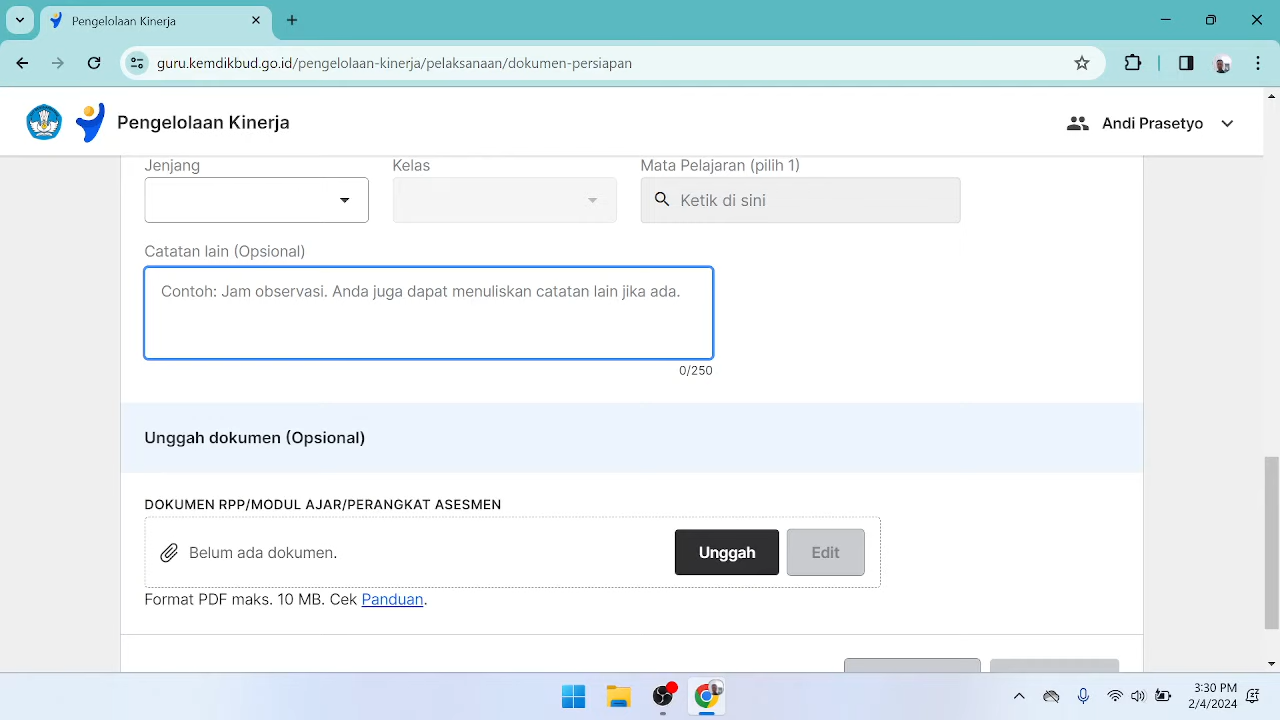 Pengelolaan Kinerja
guru.kemdikbud.go.id/pengelolaan-kinerja/pelaksanaan/dokumen-persiapan
Pengelolaan Kinerja
Andi Prasetyo
Jenjang Kelas Mata Pelajaran (pilih 1)
Ketik di sini
Catatan lain (Opsional)
Contoh: Jam observasi. Anda juga dapat menuliskan catatan lain jika ada.
0/250
Unggah dokumen (Opsional)
DOKUMEN RPP/MODUL AJAR/PERANGKAT ASESMEN
Belum ada dokumen. Unggah Edit
Format PDF maks. 10 MB. Cek Panduan.
3:30 PM
2/4/2024